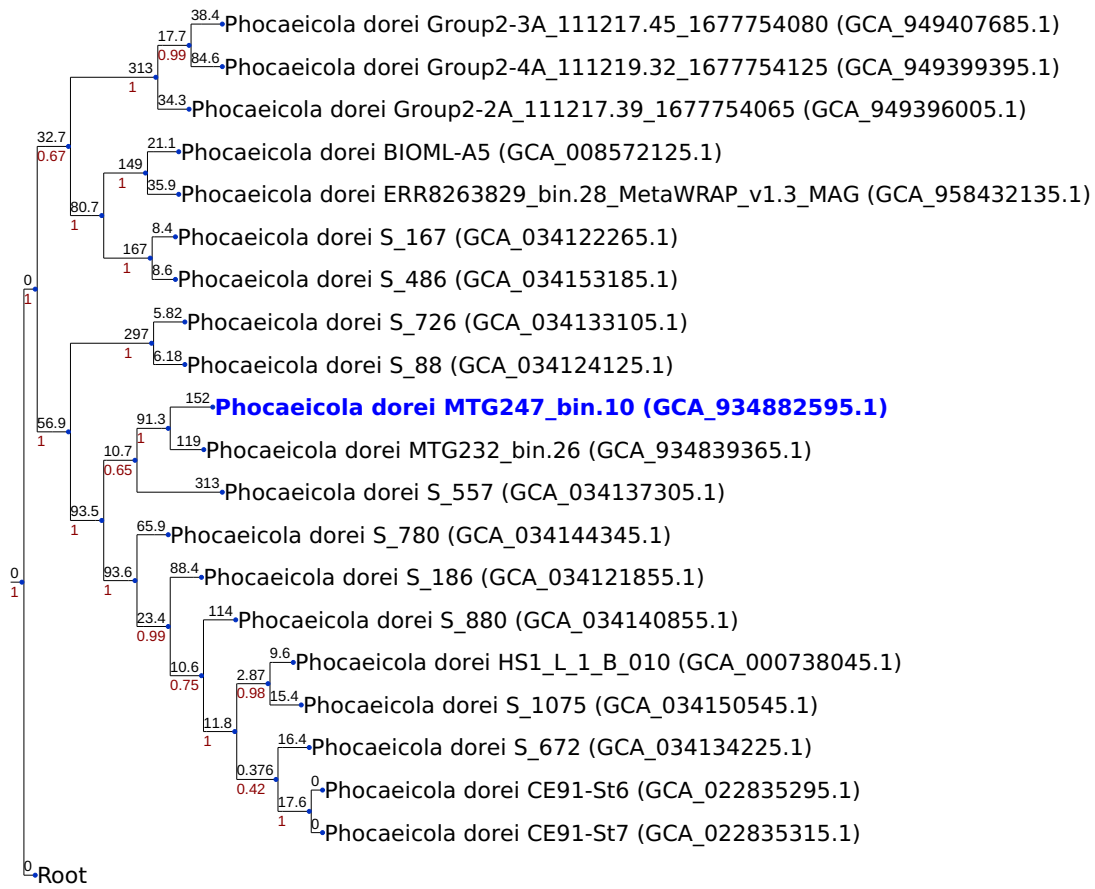 38.4 Phocaeicola dorei Group2-3A_111217.45_1677754080 (GCA_949407685.1)
17.7
0.99
84.6 Phocaeicola dorei Group2-4A_111219.32_1677754125 (GCA_949399395.1)
313
1
34.3 Phocaeicola dorei Group2-2A_111217.39_1677754065 (GCA_949396005.1)
32.7
0.67
21.1 Phocaeicola dorei BIOML-A5 (GCA_008572125.1)
149
1
35.9 Phocaeicola dorei ERR8263829_bin.28_MetaWRAP_v1.3_MAG (GCA_958432135.1)
80.7
1
8.4 Phocaeicola dorei S_167 (GCA_034122265.1)
167
1
8.6 Phocaeicola dorei S_486 (GCA_034153185.1)
0
1
5.82 Phocaeicola dorei S_726 (GCA_034133105.1)
297
1
6.18 Phocaeicola dorei S_88 (GCA_034124125.1)
56.9
1
152 Phocaeicola dorei MTG247_bin.10 (GCA_934882595.1)
91.3
1
119 Phocaeicola dorei MTG232_bin.26 (GCA_934839365.1)
10.7
0.65
313 Phocaeicola dorei S_557 (GCA_034137305.1)
93.5
1
65.9 Phocaeicola dorei S_780 (GCA_034144345.1)
93.6
1
0
1
88.4 Phocaeicola dorei S_186 (GCA_034121855.1)
23.4
0.99
114 Phocaeicola dorei S_880 (GCA_034140855.1)
10.6
0.75
9.6 Phocaeicola dorei HS1_L_1_B_010 (GCA_000738045.1)
2.87
0.98
15.4 Phocaeicola dorei S_1075 (GCA_034150545.1)
11.8
1
16.4 Phocaeicola dorei S_672 (GCA_034134225.1)
0.376
0.42
0 Phocaeicola dorei CE91-St6 (GCA_022835295.1)
17.6
1
0 Phocaeicola dorei CE91-St7 (GCA_022835315.1)
0 Root